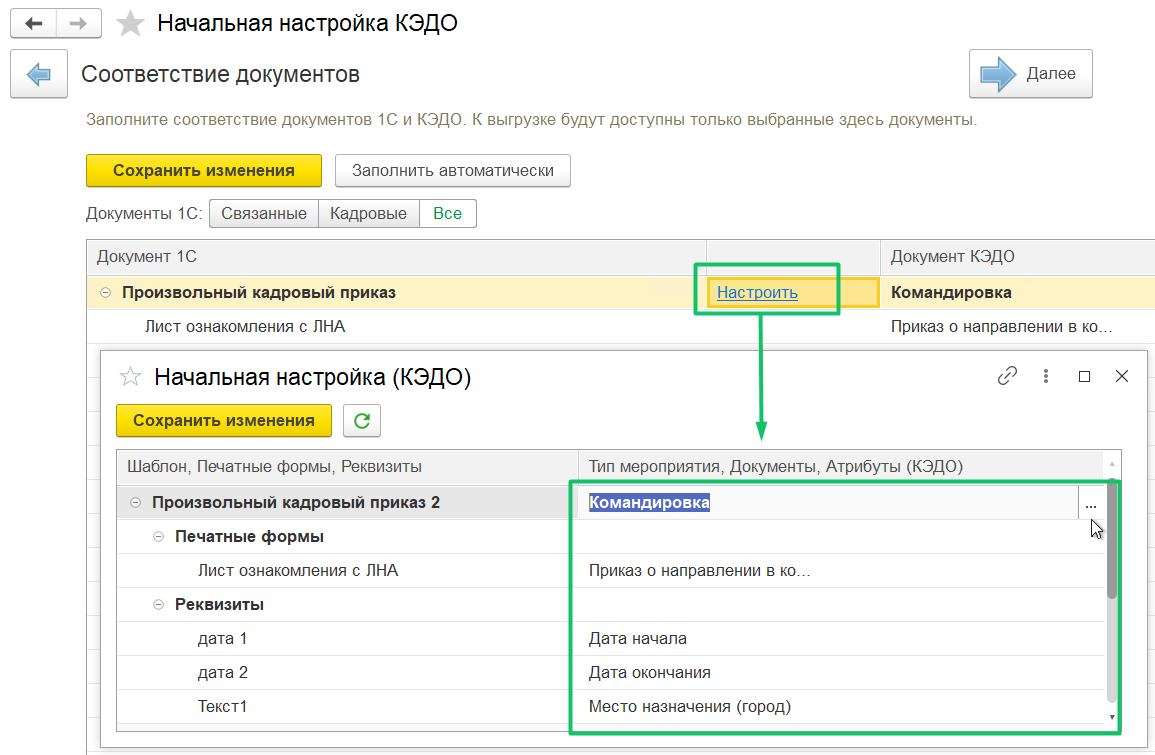 Начальная настройка КЭДО
Соответствие документов
Далее
Заполните соответствие документов 1С и КЭДО. К выгрузке будут доступны только выбранные здесь документы.
Сохранить изменения Заполнить автоматически
Документы 1С: Связанные Кадровые Все
Документ 1С Документ КЭДО
Произвольный кадровый приказ Настроить Командировка
Лист ознакомления с ЛНА Приказ о направлении в ко...
Начальная настройка (КЭДО)
Сохранить изменения
Шаблон, Печатные формы, Реквизиты Тип мероприятия, Документы, Атрибуты (КЭДО)
Произвольный кадровый приказ 2 Командировка ...
Печатные формы
Лист ознакомления с ЛНА Приказ о направлении в ко...
Реквизиты
дата 1 Дата начала
дата 2 Дата окончания
Текст1 Место назначения (город)